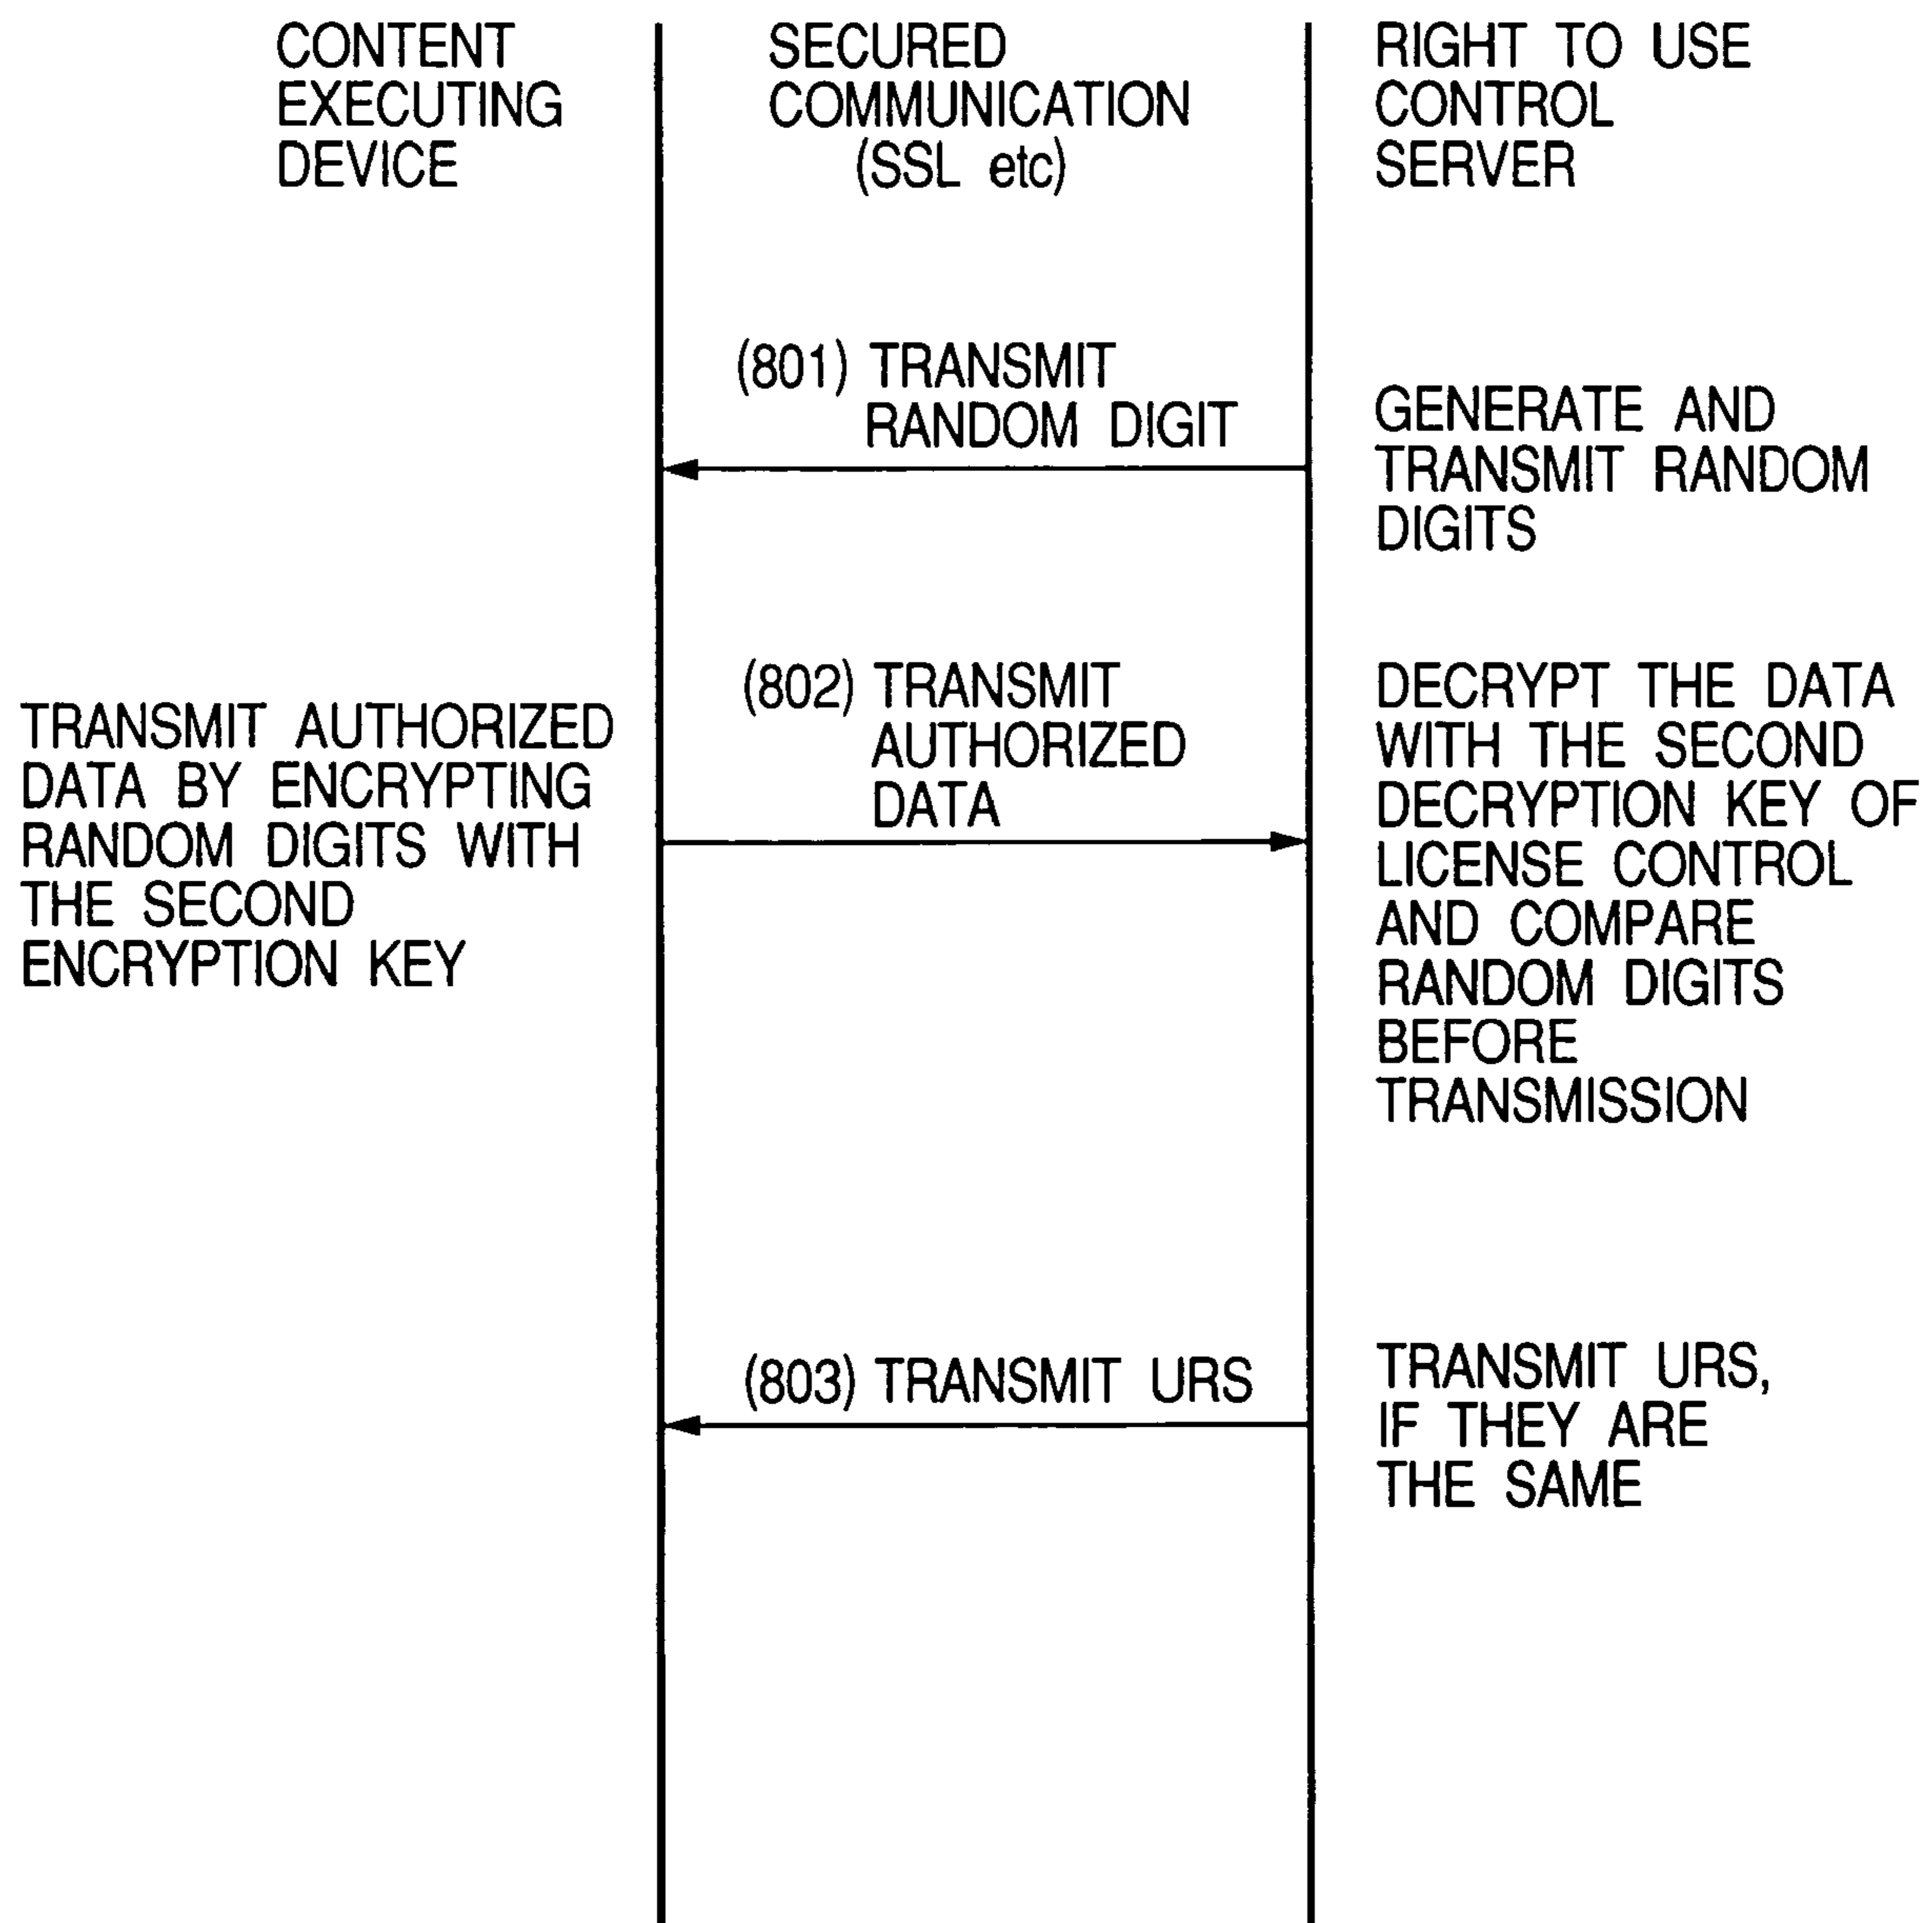 CONTENT
EXECUTING
DEVICE
SECURED
COMMUNICATION
(SSL etc)
RIGHT TO USE
CONTROL
SERVER
(801) TRANSMIT
RANDOM DIGIT
GENERATE AND
TRANSMIT RANDOM
DIGITS
TRANSMIT AUTHORIZED
DATA BY ENCRYPTING
RANDOM DIGITS WITH
THE SECOND
ENCRYPTION KEY
(802) TRANSMIT
AUTHORIZED
DATA
DECRYPT THE DATA
WITH THE SECOND
DECRYPTION KEY OF
LICENSE CONTROL
AND COMPARE
RANDOM DIGITS
BEFORE
TRANSMISSION
(803) TRANSMIT URS
TRANSMIT URS,
IF THEY ARE
THE SAME